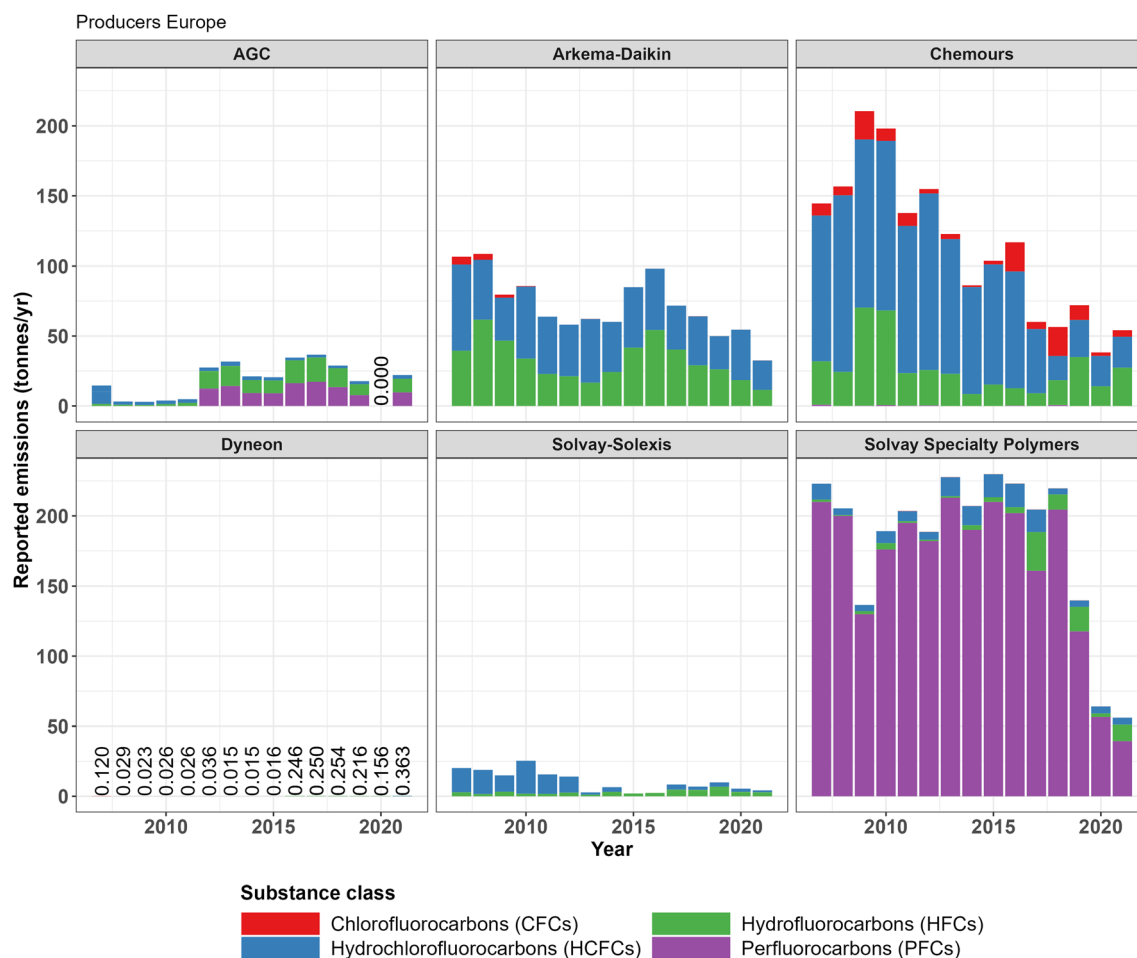 Producers Europe
AGC
Arkema-Daikin
Chemours
200
150
100
50
0
0.000
Dyneon
Solvay-Solexis
Solvay Specialty Polymers
200
150
100
50
0
0.120
0.029
0.023
0.026
0.026
0.036
0.015
0.015
0.016
0.246
0.250
0.254
0.216
0.156
0.363
Reported emissions (tonnes/yr)
2010
2015
2020
2010
2015
2020
2010
2015
2020
Year
Substance class
Chlorofluorocarbons (CFCs)
Hydrofluorocarbons (HFCs)
Hydrochlorofluorocarbons (HCFCs)
Perfluorocarbons (PFCs)